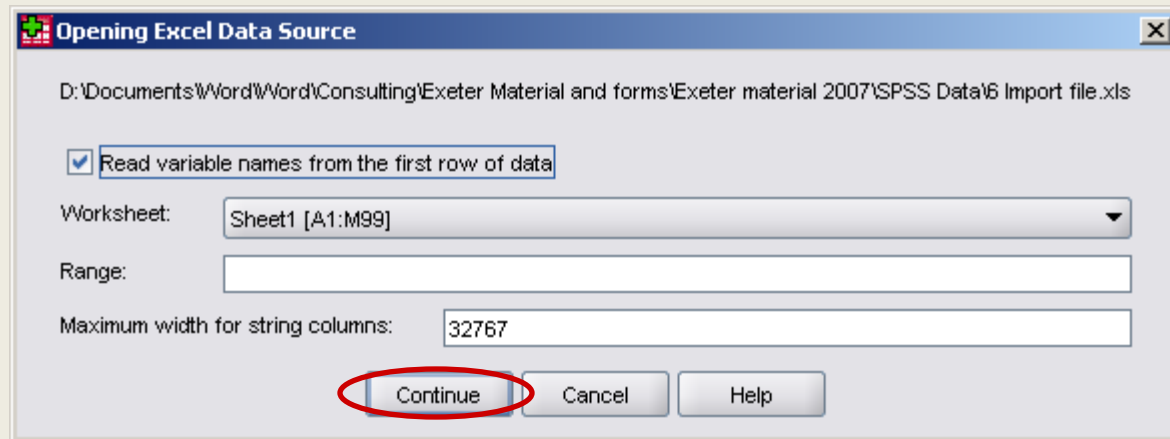 Opening Excel Data Source
D:\Documents\Word\Word\Consulting\Exeter Material and forms\Exeter material 2007\SPSS Data\6 Import file.xls
Read variable names from the first row of data
Worksheet: Sheet1 [A1:M99]
Range:
Maximum width for string columns: 32767
Continue Cancel Help